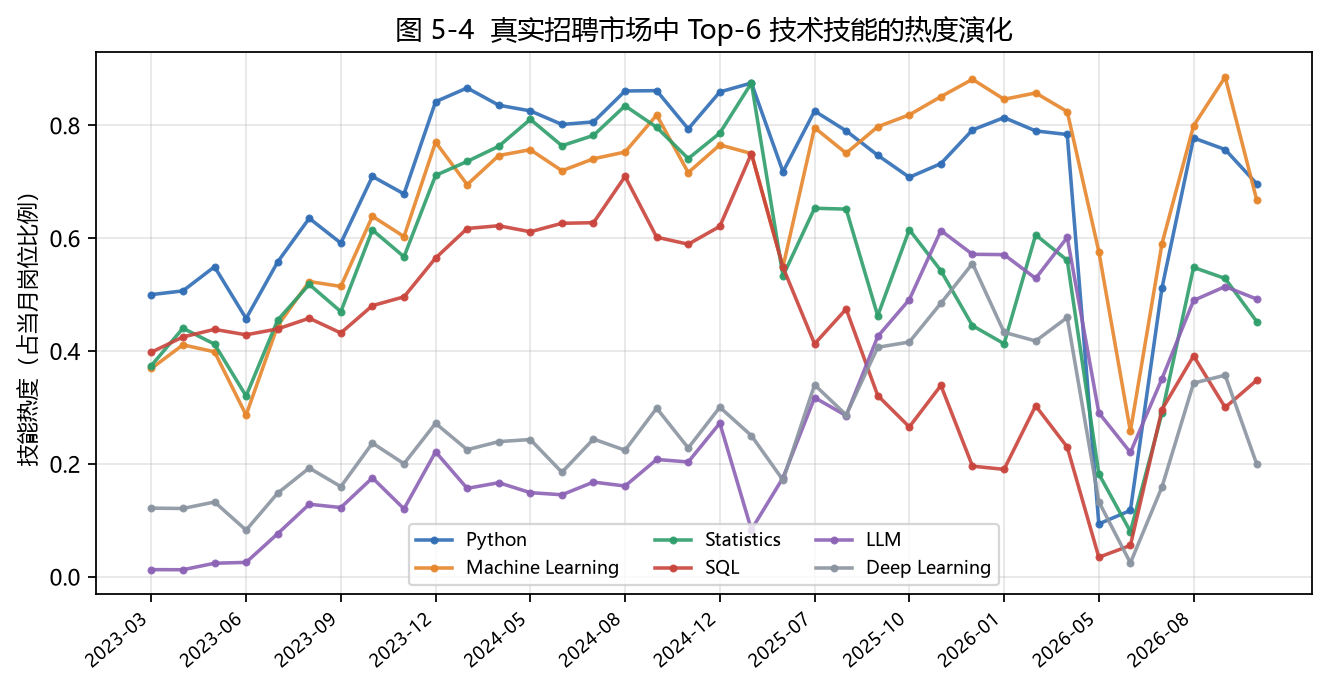 图 5-4 真实招聘市场中 Top-6 技术技能的热度演化
技能热度（占当月岗位比例）
0.8
0.6
0.4
0.2
0.0
Python
Machine Learning
Statistics
SQL
LLM
Deep Learning
2023-03
2023-06
2023-09
2023-12
2024-05
2024-08
2024-12
2025-07
2025-10
2026-01
2026-05
2026-08